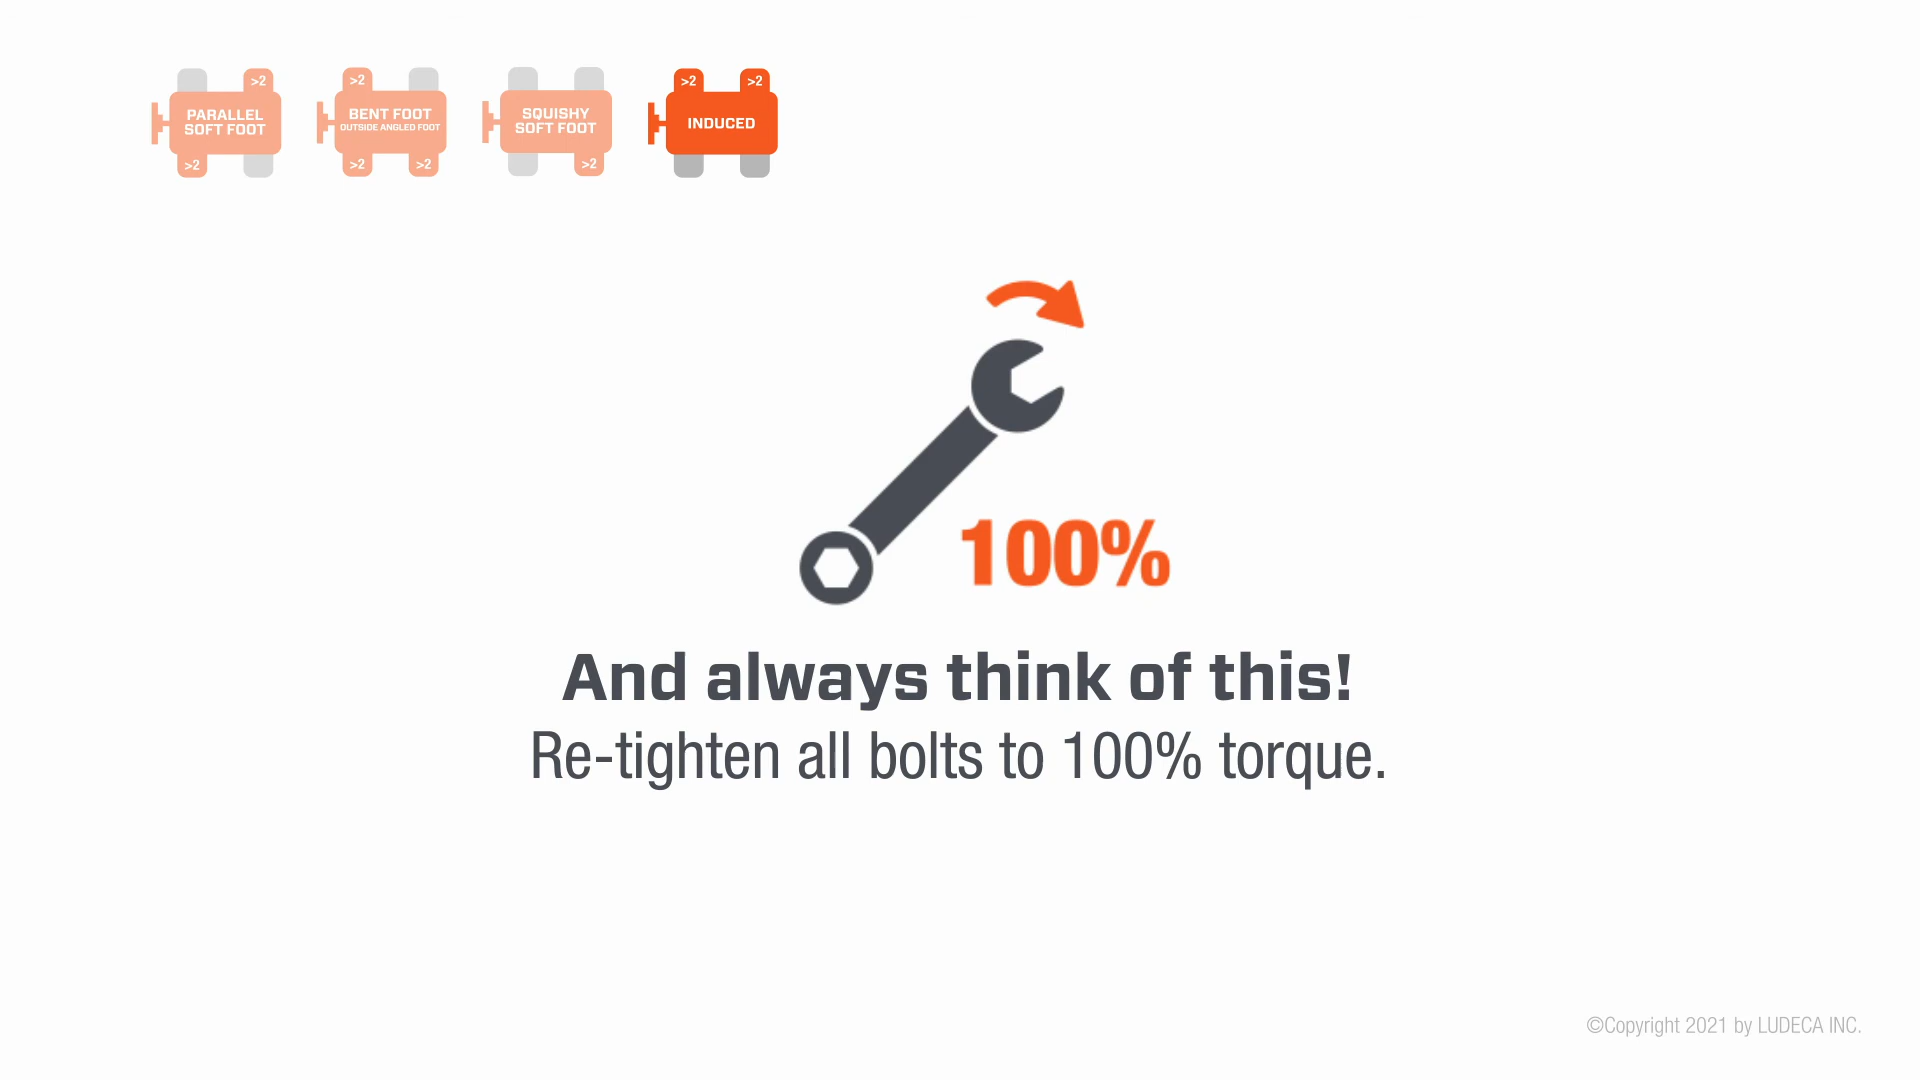 >2
PARALLEL
SOFT FOOT
>2
>2
BENT FOOT
OUTSIDE ANGLED FOOT
>2 >2
SQUISHY
SOFT FOOT
>2
>2 >2
INDUCED
100%
And always think of this!
Re-tighten all bolts to 100% torque.
©Copyright 2021 by LUDECA INC.